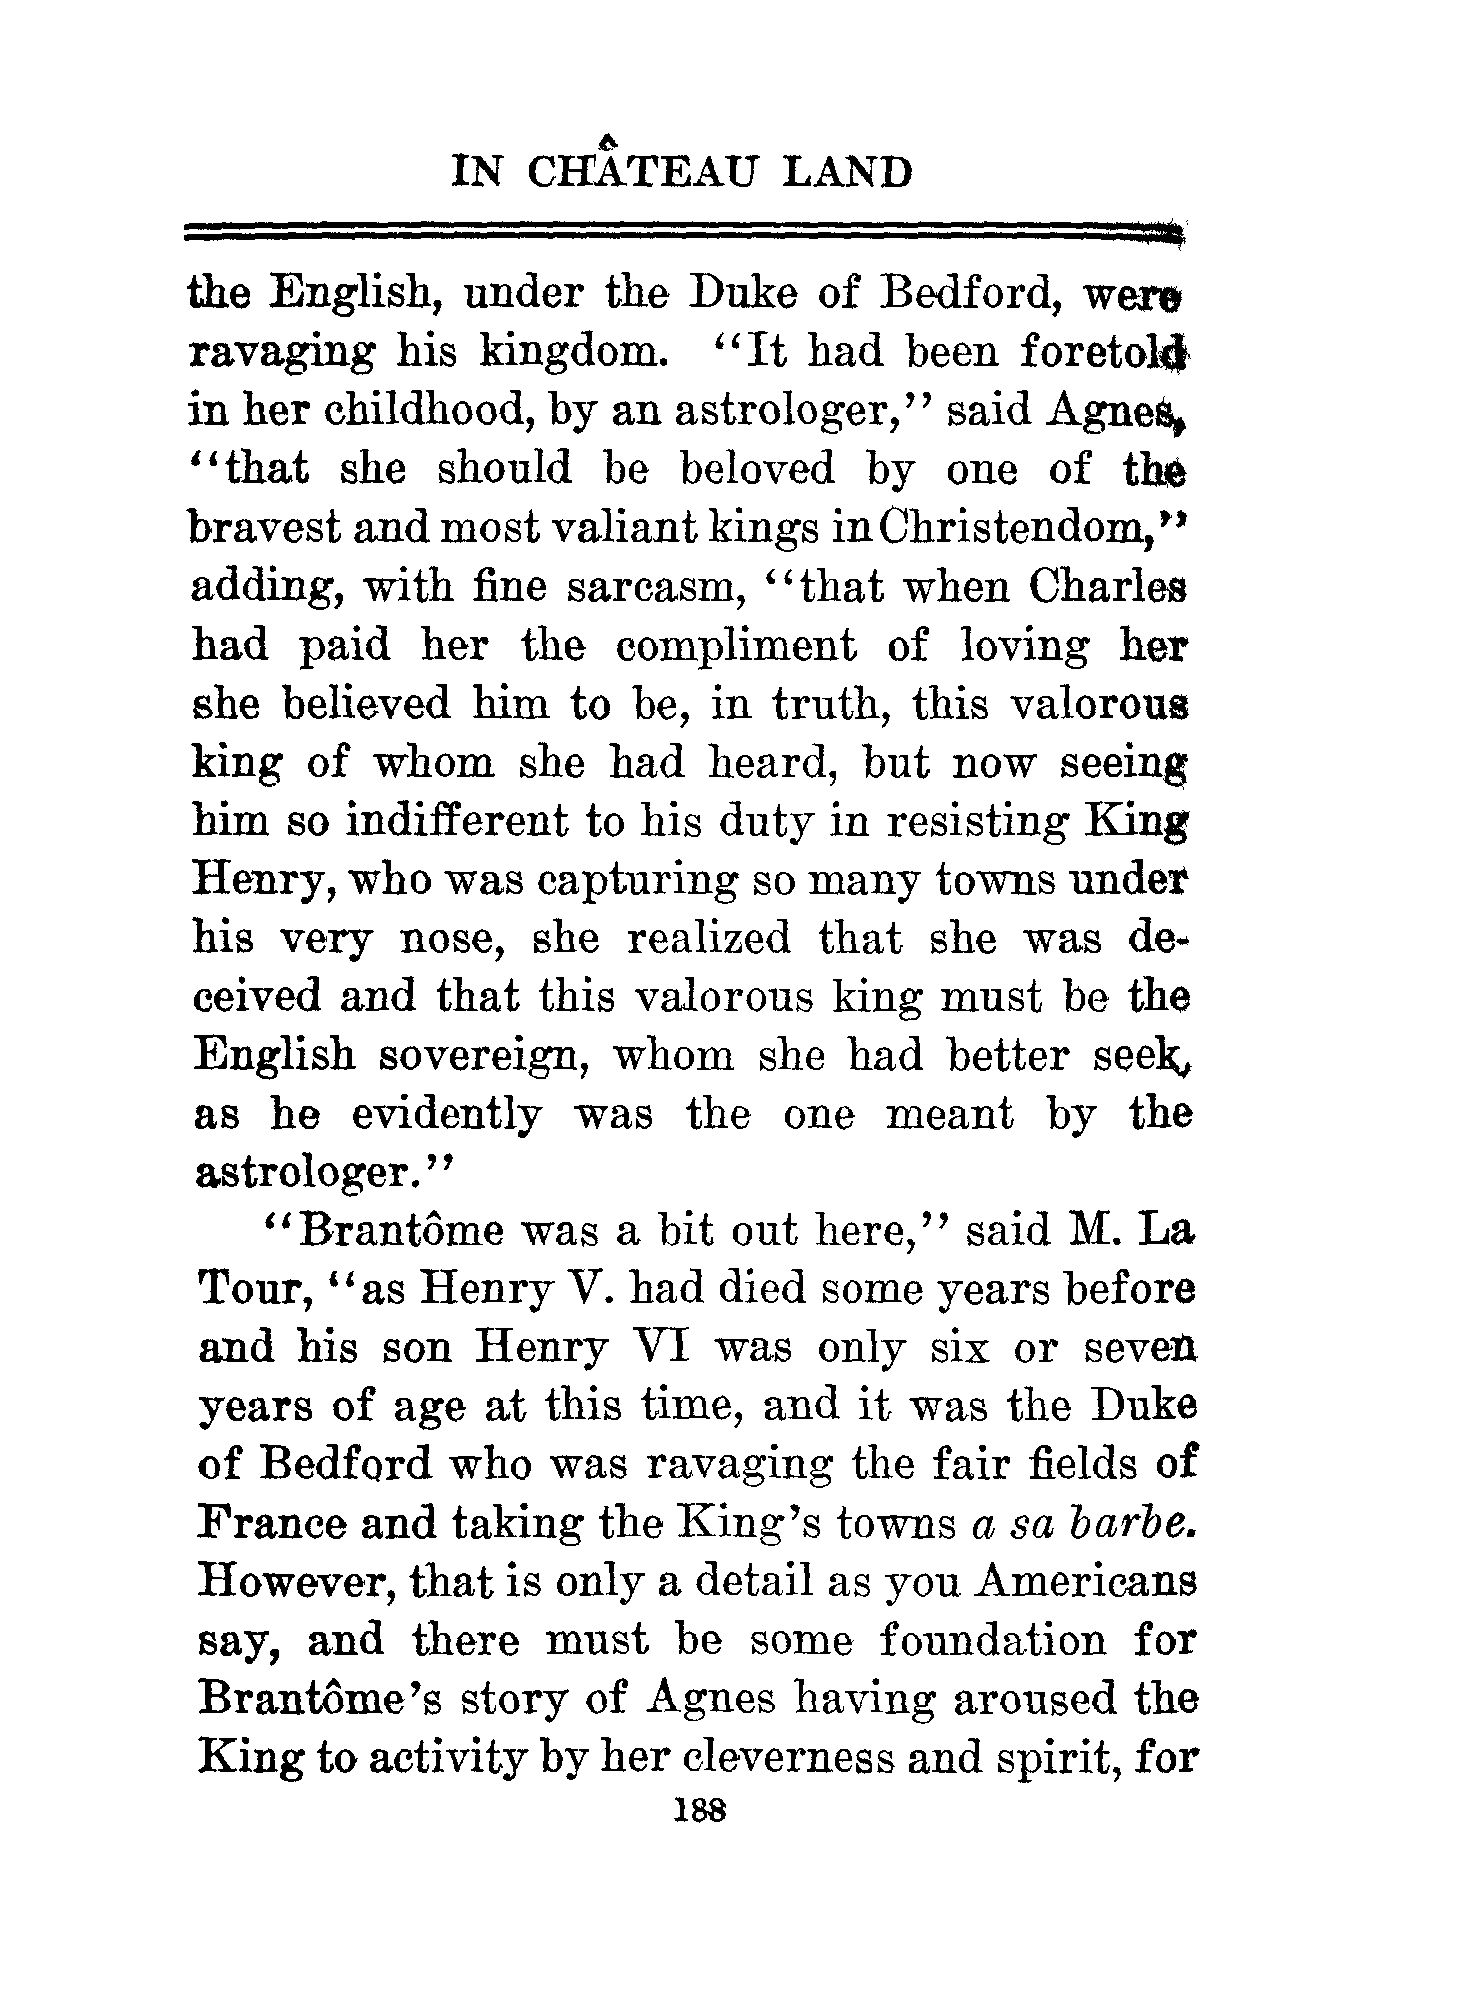 IN CHÂTEAU LAND
the English, under the Duke of Bedford, were
ravaging his kingdom. "It had been foretold
in her childhood, by an astrologer," said Agnes,
"that she should be beloved by one of the
bravest and most valiant kings in Christendom,"
adding, with fine sarcasm, "that when Charles
had paid her the compliment of loving her
she believed him to be, in truth, this valorous
king of whom she had heard, but now seeing
him so indifferent to his duty in resisting King
Henry, who was capturing so many towns under
his very nose, she realized that she was de-
ceived and that this valorous king must be the
English sovereign, whom she had better seek,
as he evidently was the one meant by the
astrologer."
"Brantôme was a bit out here," said M. La
Tour, "as Henry V. had died some years before
and his son Henry VI was only six or seven
years of age at this time, and it was the Duke
of Bedford who was ravaging the fair fields of
France and taking the King's towns a sa barbe.
However, that is only a detail as you Americans
say, and there must be some foundation for
Brantôme's story of Agnes having aroused the
King to activity by her cleverness and spirit, for
188